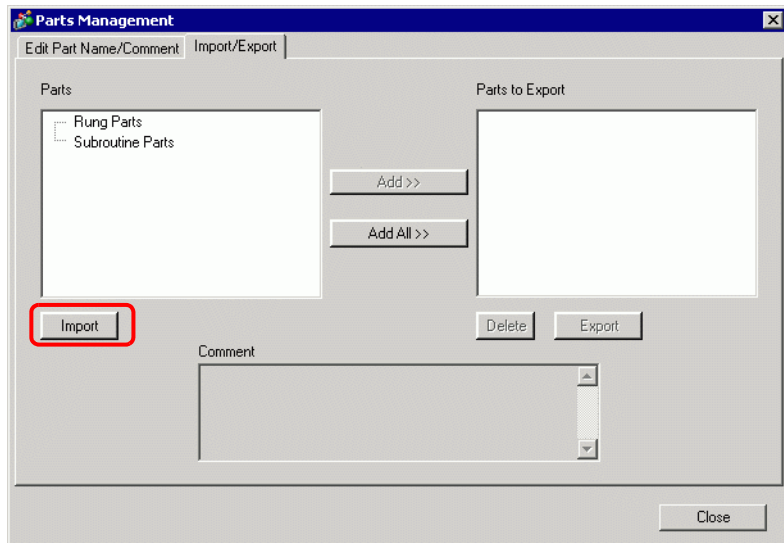 Parts Management
Edit Part Name/Comment
Import/Export
Parts
Parts to Export
Rung Parts
Subroutine Parts
Add >>
Add All >>
Import
Delete
Export
Comment
Close